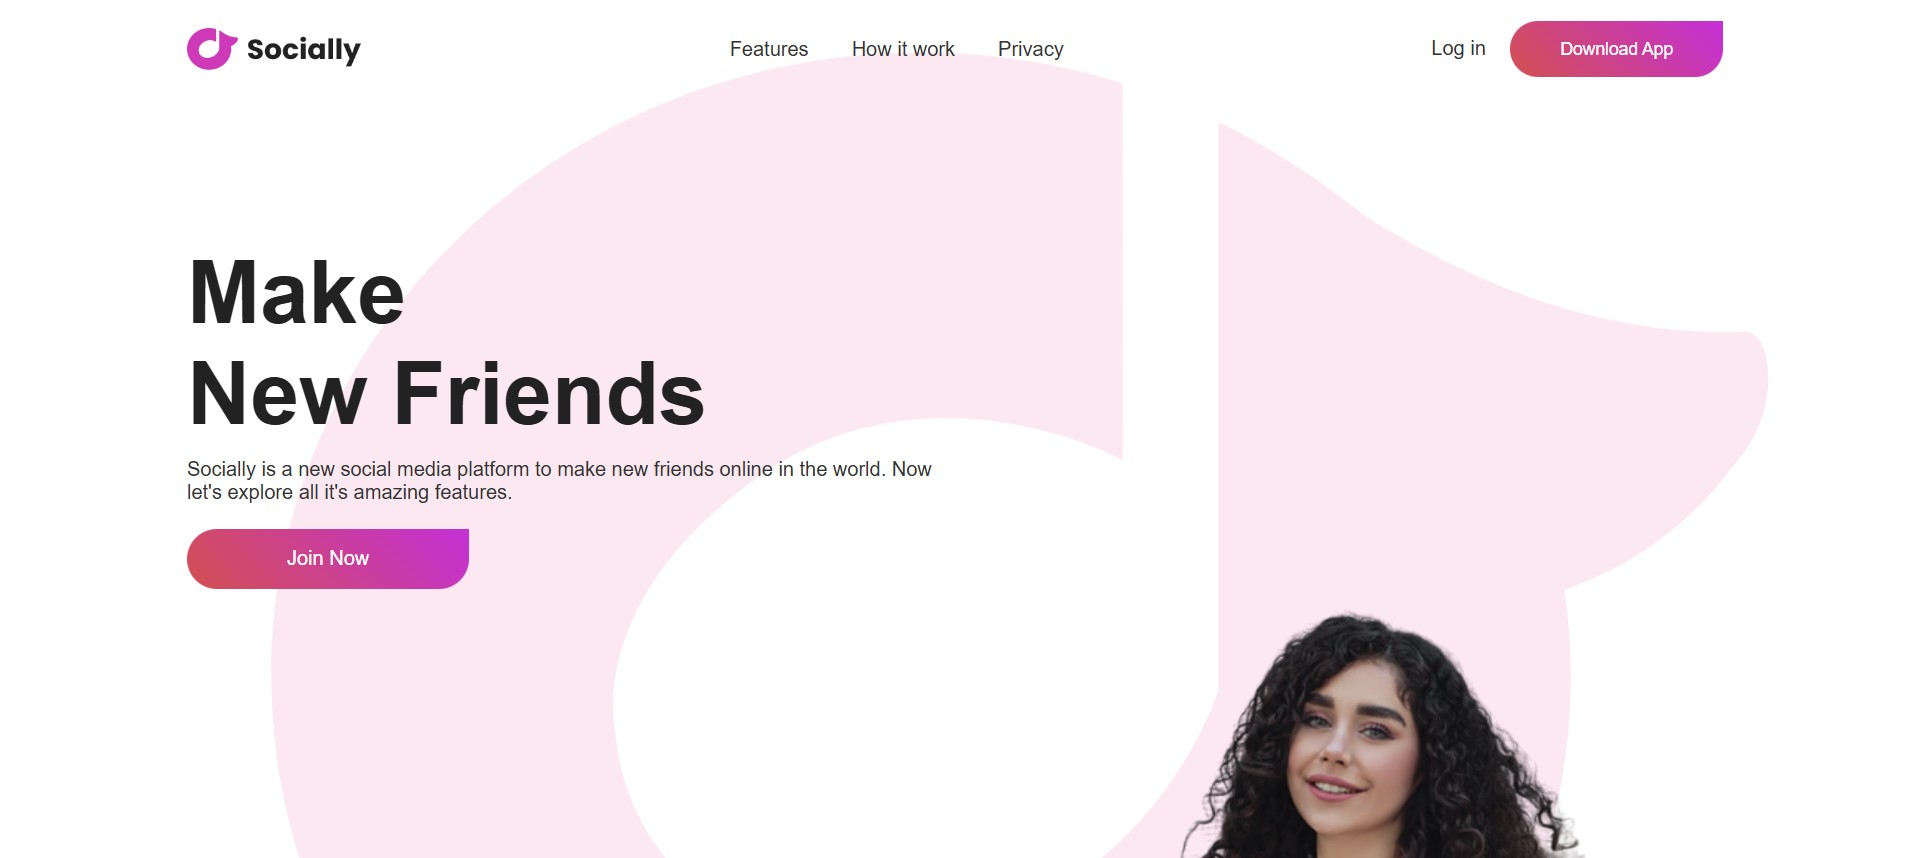 Socially
Features
How it work
Privacy
Log in
Download App
Make
New Friends
Socially is a new social media platform to make new friends online in the world. Now
let's explore all it's amazing features.
Join Now